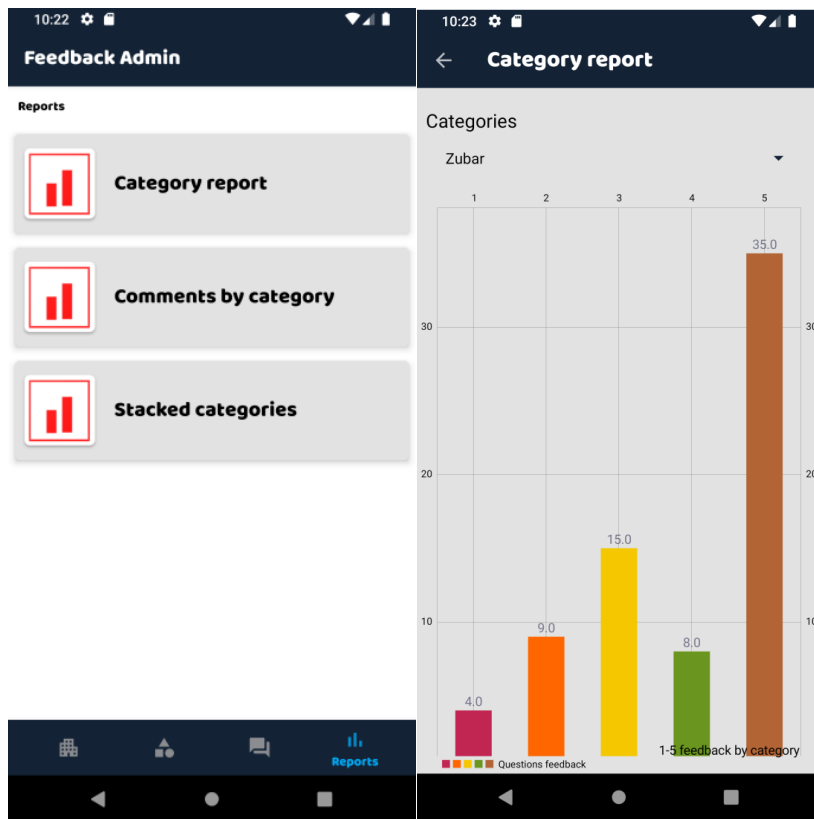 10:22
Feedback Admin
Reports
Category report
Comments by category
Stacked categories
Reports
10:23
Category report
Categories
Zubar
1 2 3 4 5
35.0
30 30
20 20
15.0
10 10
9.0
8.0
4.0
1-5 feedback by category
Questions feedback